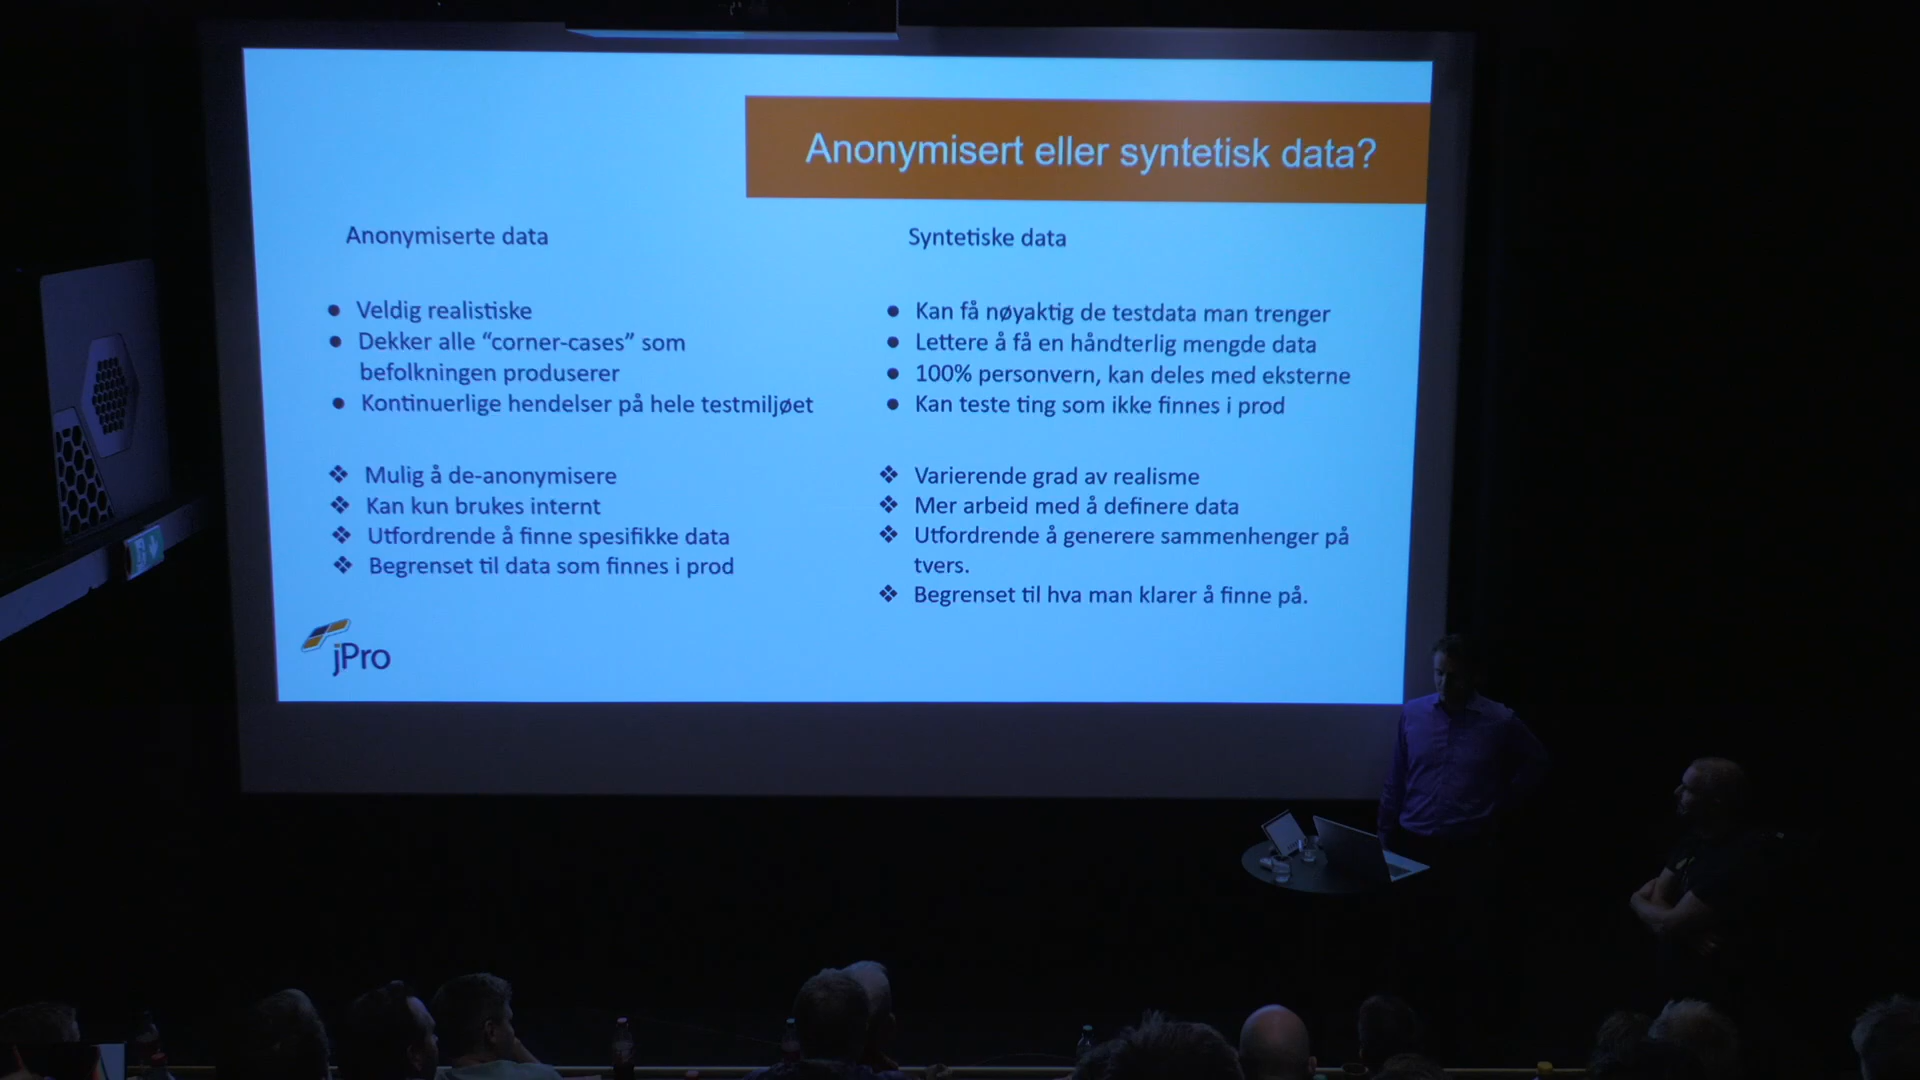 Anonymisert eller syntetisk data?
Anonymiserte data
● Veldig realistiske
● Dekker alle “corner-cases” som
befolkningen produserer
● Kontinuerlige hendelser på hele testmiljøet
❖ Mulig å de-anonymisere
❖ Kan kun brukes internt
❖ Utfordrende å finne spesifikke data
❖ Begrenset til data som finnes i prod
Syntetiske data
● Kan få nøyaktig de testdata man trenger
● Lettere å få en håndterlig mengde data
● 100% personvern, kan deles med eksterne
● Kan teste ting som ikke finnes i prod
❖ Varierende grad av realisme
❖ Mer arbeid med å definere data
❖ Utfordrende å generere sammenhenger på
tvers.
❖ Begrenset til hva man klarer å finne på.
jPro